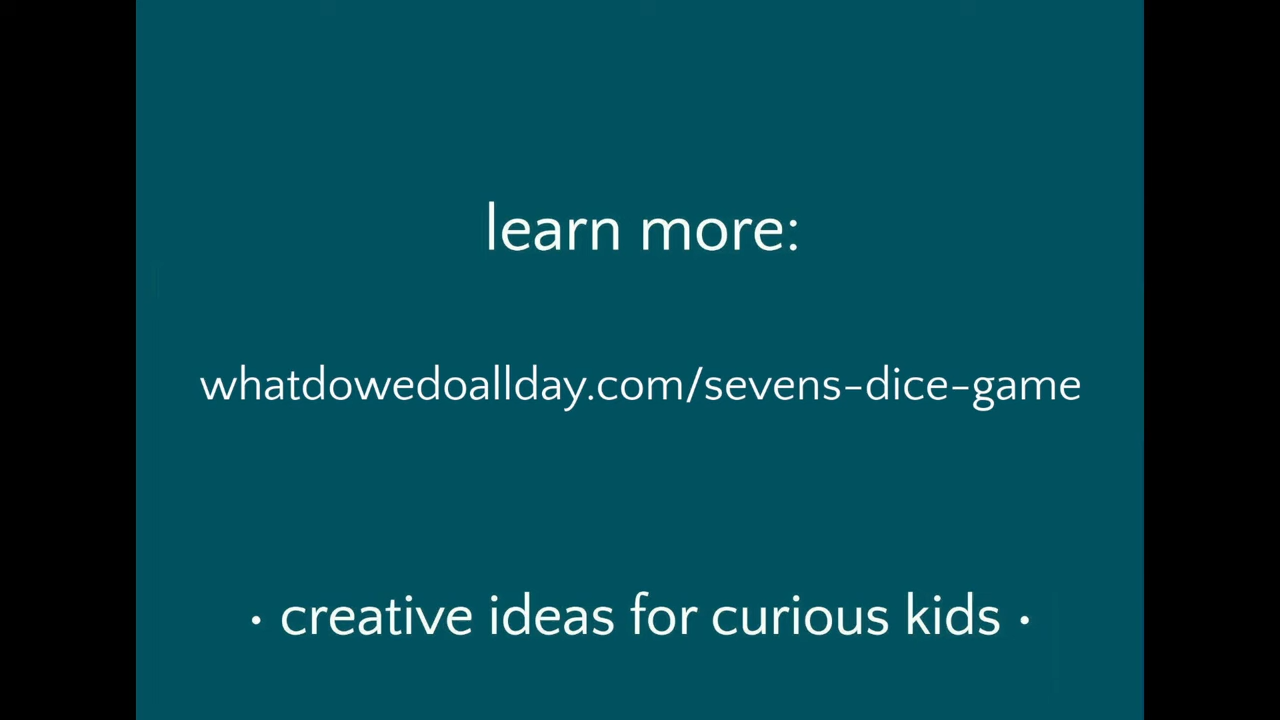 learn more:
whatdowedoallday.com/sevens-dice-game
• creative ideas for curious kids •